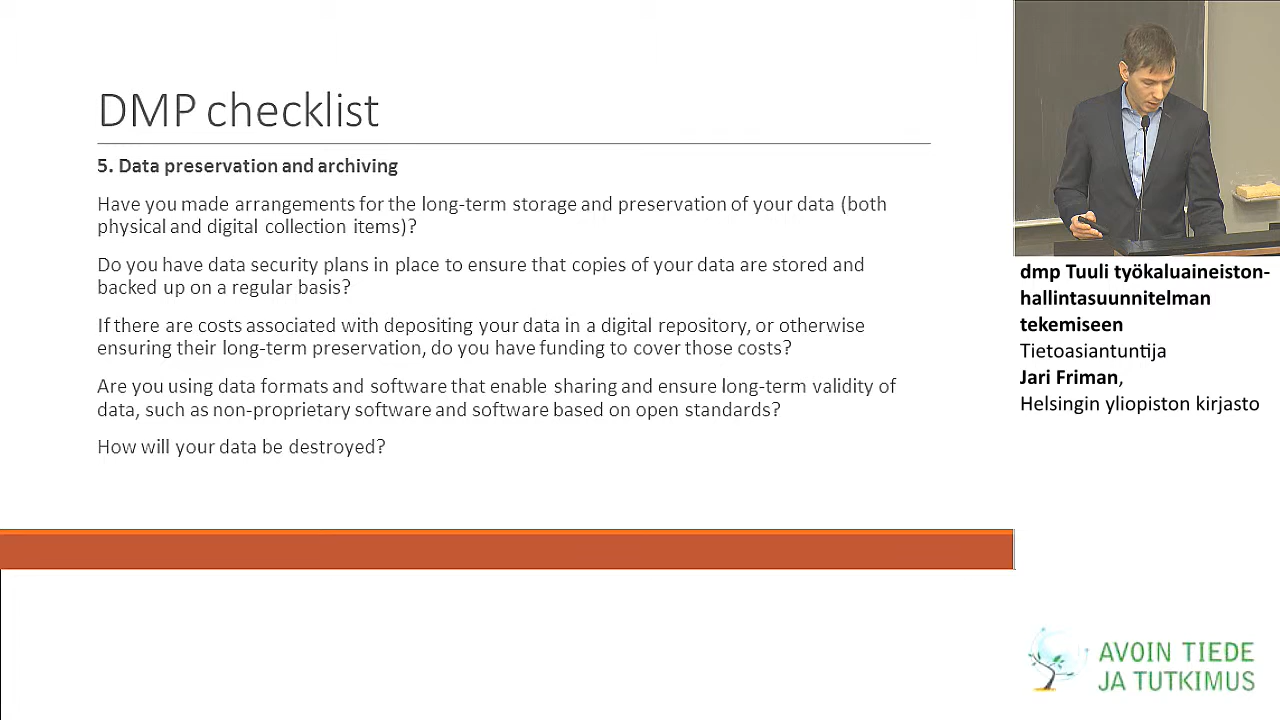 DMP checklist
5. Data preservation and archiving
Have you made arrangements for the long-term storage and preservation of your data (both
physical and digital collection items)?
Do you have data security plans in place to ensure that copies of your data are stored and
backed up on a regular basis?
If there are costs associated with depositing your data in a digital repository, or otherwise
ensuring their long-term preservation, do you have funding to cover those costs?
Are you using data formats and software that enable sharing and ensure long-term validity of
data, such as non-proprietary software and software based on open standards?
How will your data be destroyed?
dmp Tuuli työkaluaineiston-
hallintasuunnitelman
tekemiseen
Tietoasiantuntija
Jari Friman,
Helsingin yliopiston kirjasto
AVOIN TIEDE
JA TUTKIMUS